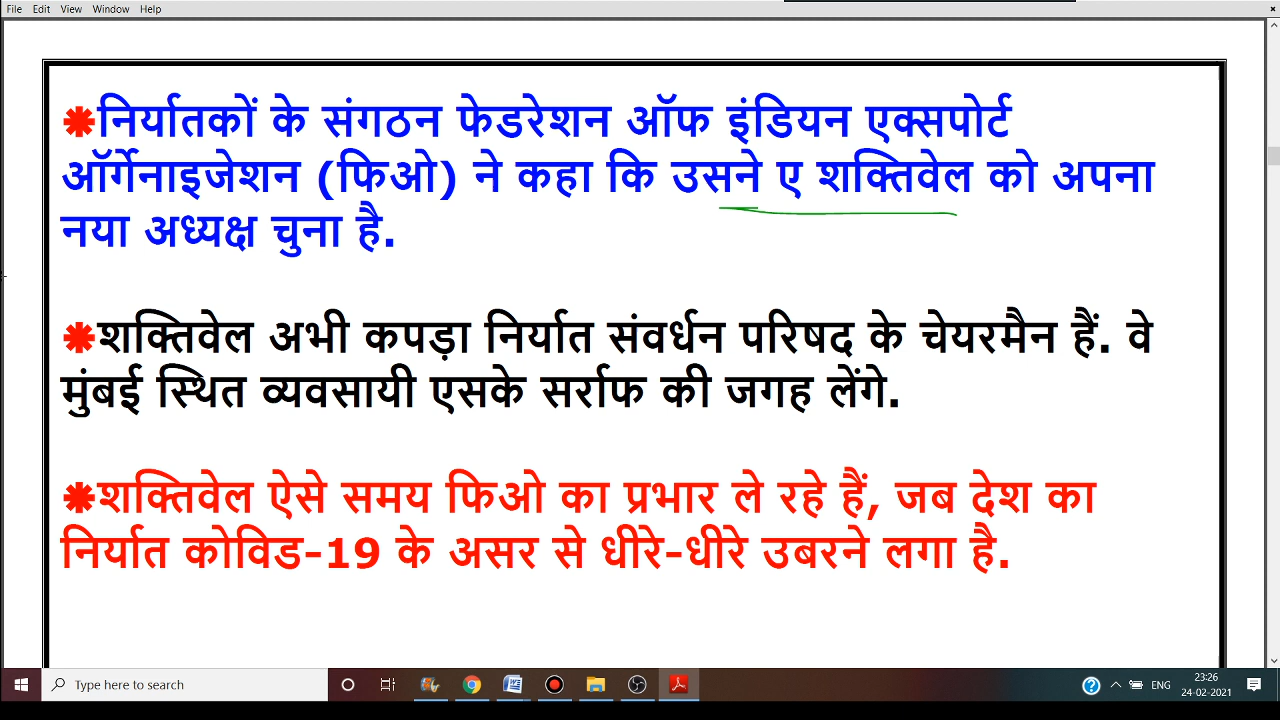 File Edit View Window Help
निर्यातकों के संगठन फेडरेशन ऑफ इंडियन एक्सपोर्ट
ऑर्गेनाइजेशन (फिओ) ने कहा कि उसने ए शक्तिवेल को अपना
नया अध्यक्ष चुना है.
शक्तिवेल अभी कपड़ा निर्यात संवर्धन परिषद के चेयरमैन हैं. वे
मुंबई स्थित व्यवसायी एसके सर्राफ की जगह लेंगे.
शक्तिवेल ऐसे समय फिओ का प्रभार ले रहे हैं, जब देश का
निर्यात कोविड-19 के असर से धीरे-धीरे उबरने लगा है.
Type here to search
ENG
23:26
24-02-2021